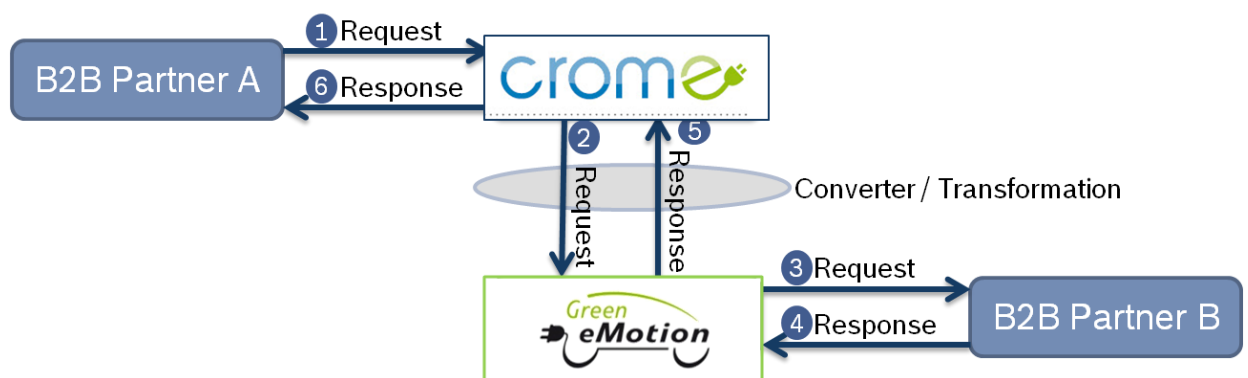 1 Request
B2B Partner A
6 Response
crome
2 Request
5 Response
Converter / Transformation
Green
eMotion
3 Request
4 Response
B2B Partner B